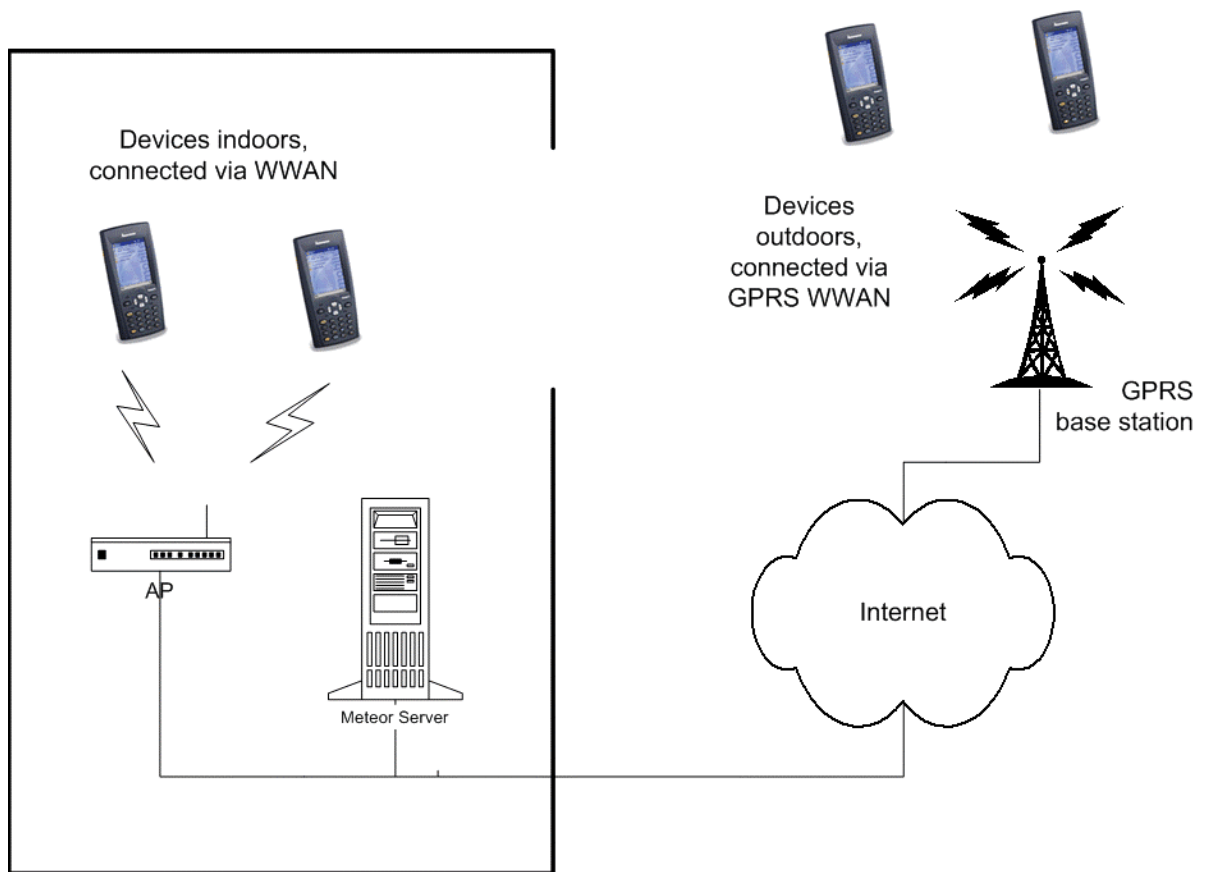 Devices indoors,
connected via WWAN
Devices
outdoors,
connected via
GPRS WWAN
GPRS
base station
AP
Meteor Server
Internet